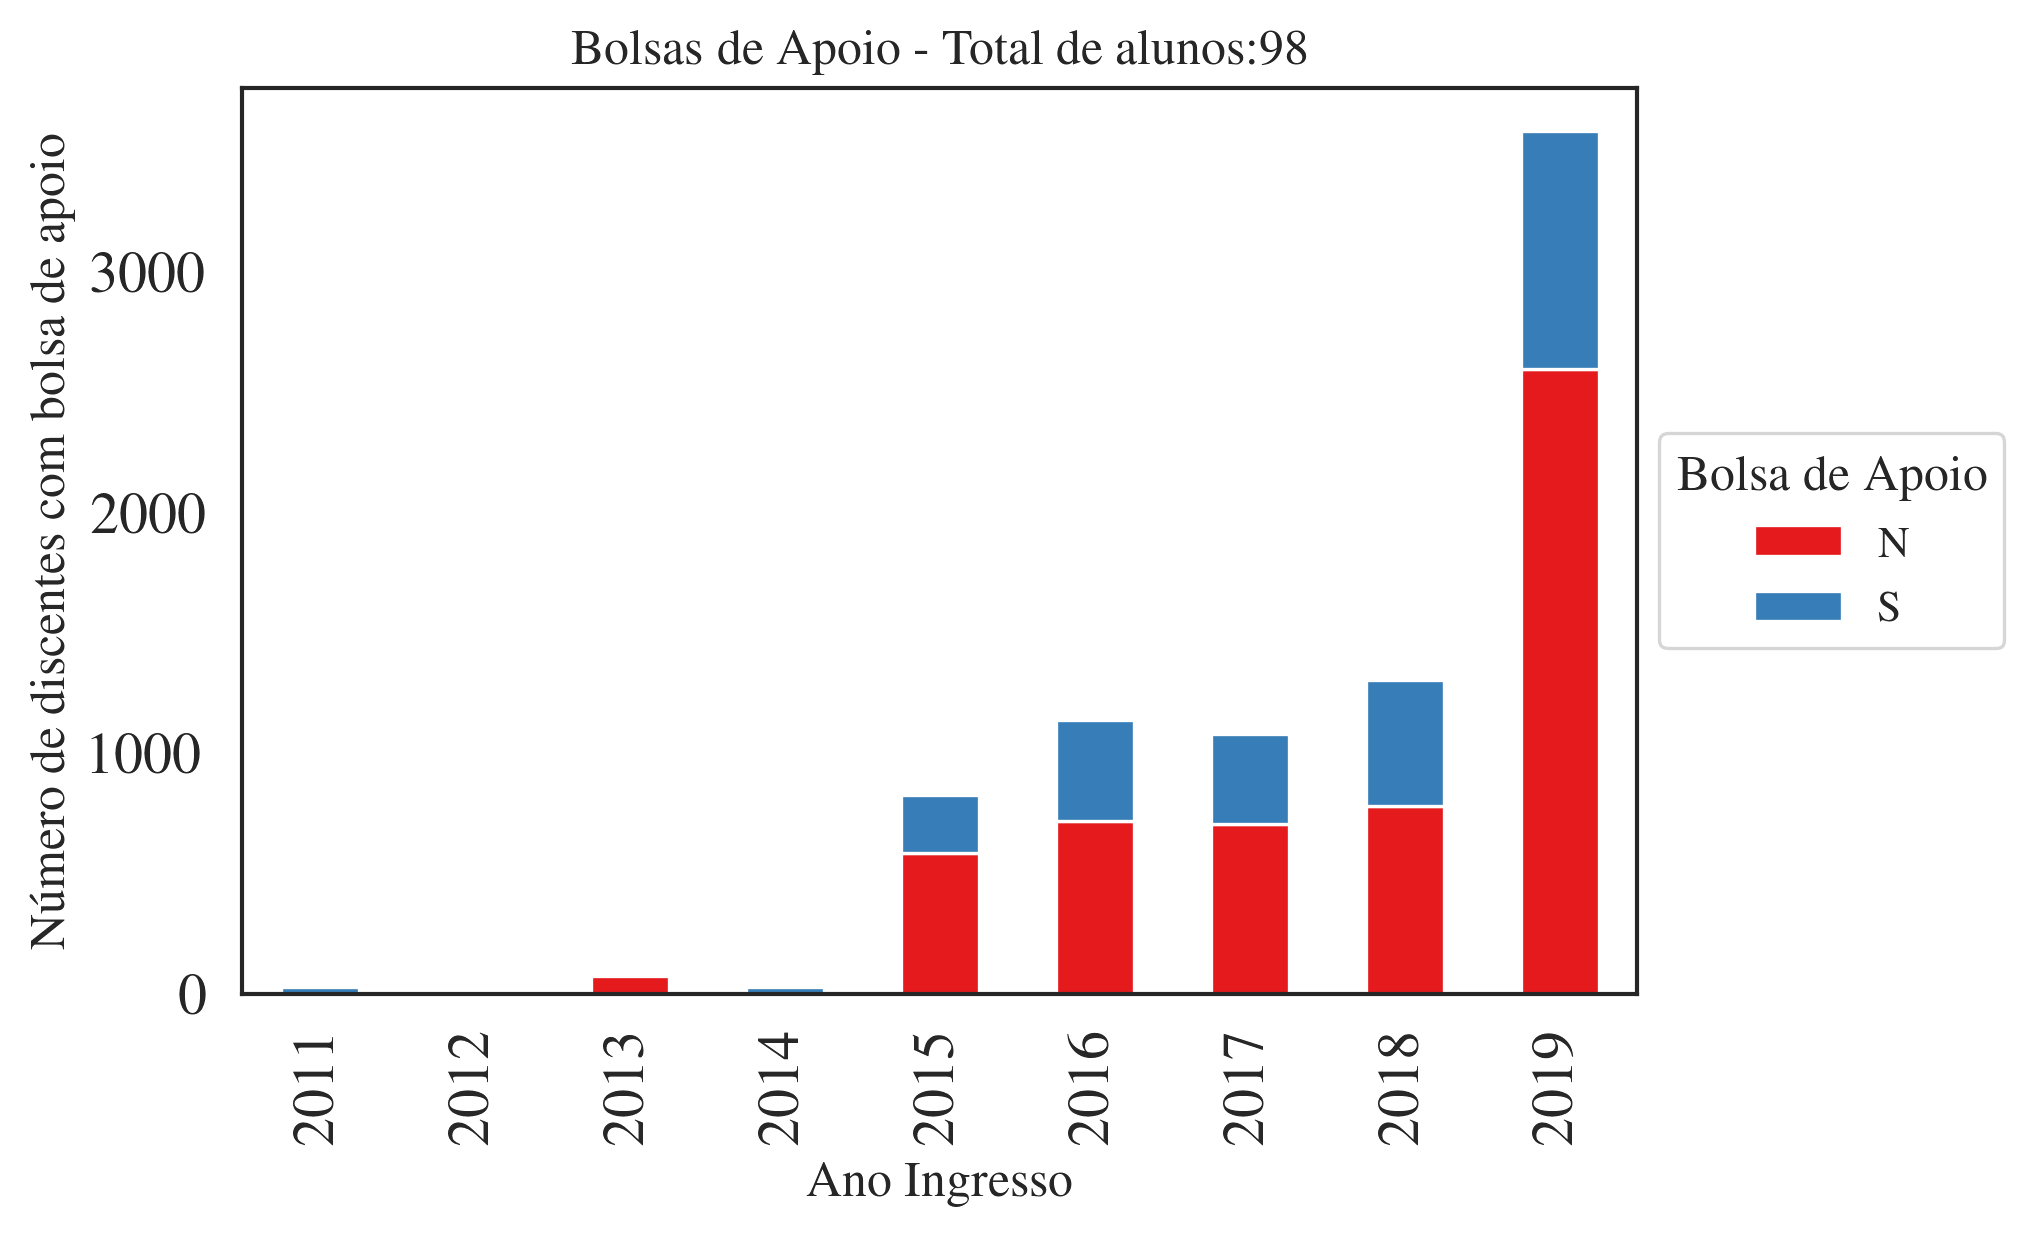 Bolsas de Apoio - Total de alunos:98
Número de discentes com bolsa de apoio
3000
2000
1000
0
2011
2012
2013
2014
2015
2016
2017
2018
2019
Ano Ingresso
Bolsa de Apoio
N
S